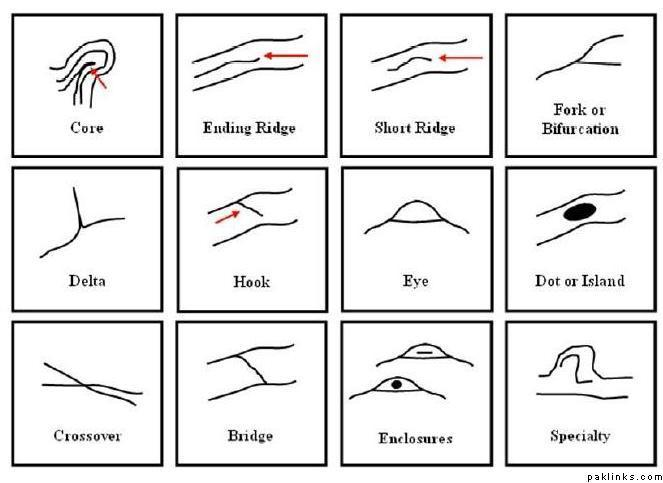 Core
Ending Ridge
Short Ridge
Fork or
Bifurcation
Delta
Hook
Eye
Dot or Island
Crossover
Bridge
Enclosures
Specialty
paklinks.com